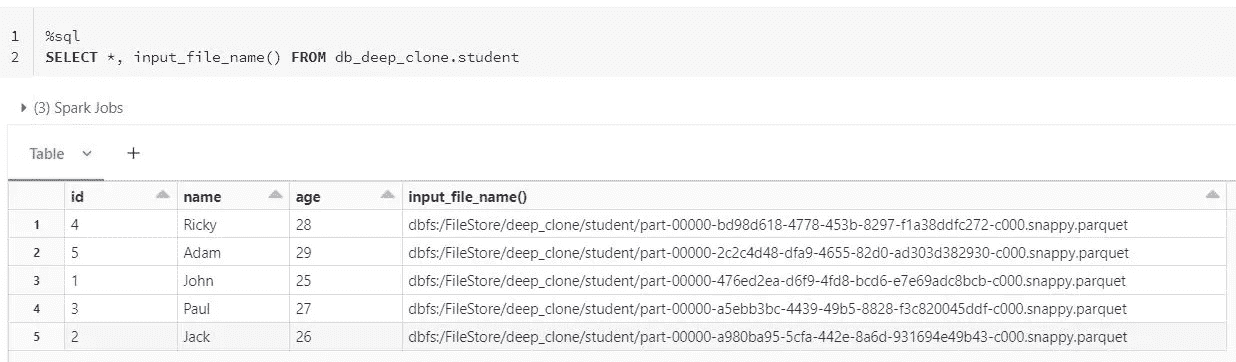 1 %sql
2 SELECT *, input_file_name() FROM db_deep_clone.student
(3) Spark Jobs
Table +
id name age input_file_name()
1 4 Ricky 28 dbfs:/FileStore/deep_clone/student/part-00000-bd98d618-4778-453b-8297-f1a38ddfc272-c000.snappy.parquet
2 5 Adam 29 dbfs:/FileStore/deep_clone/student/part-00000-2c2c4d48-dfa9-4655-82d0-ad303d382930-c000.snappy.parquet
3 1 John 25 dbfs:/FileStore/deep_clone/student/part-00000-476ed2ea-d6f9-4fd8-bcd6-e7e69adc8bcb-c000.snappy.parquet
4 3 Paul 27 dbfs:/FileStore/deep_clone/student/part-00000-a5ebb3bc-4439-49b5-8828-f3c820045ddf-c000.snappy.parquet
5 2 Jack 26 dbfs:/FileStore/deep_clone/student/part-00000-a980ba95-5cfa-442e-8a6d-931694e49b43-c000.snappy.parquet